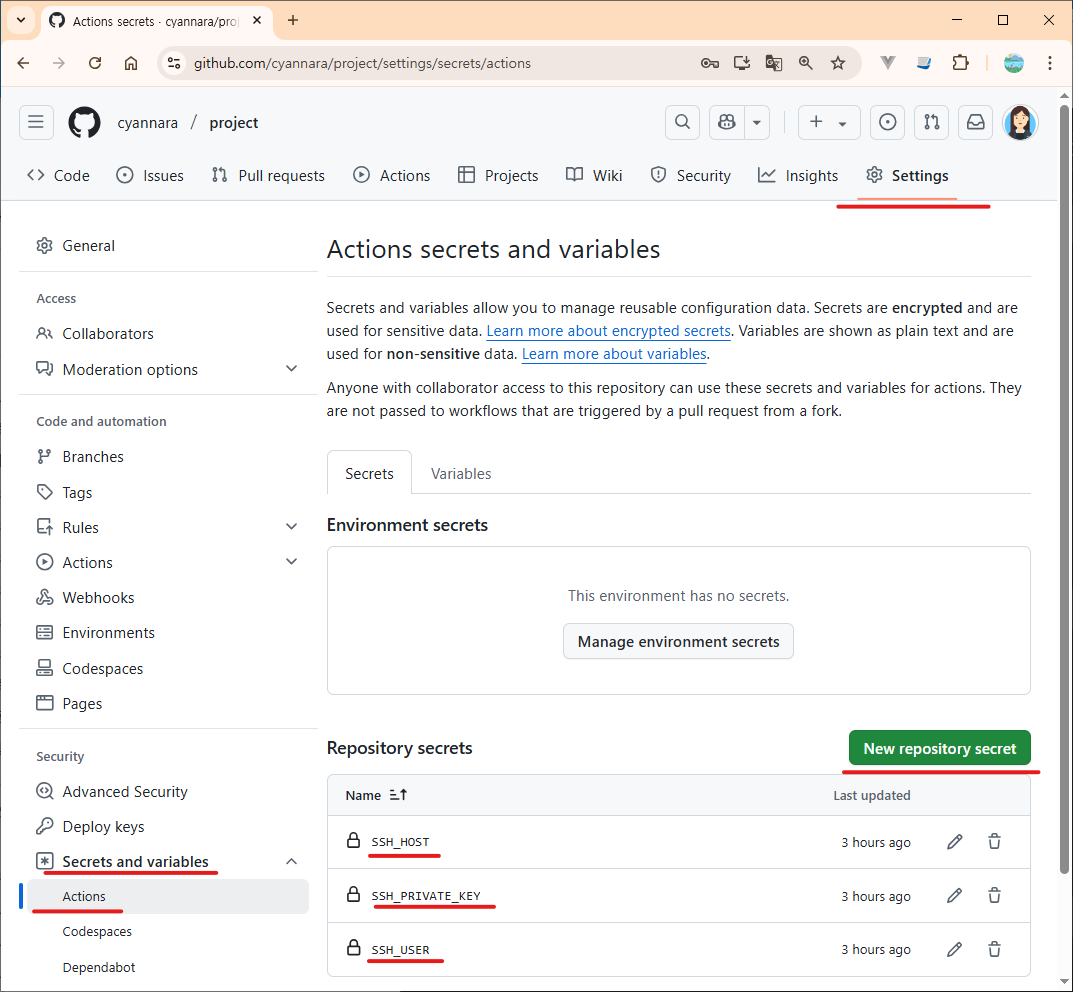 Actions secrets · cyannara/proj
github.com/cyannara/project/settings/secrets/actions
cyannara / project
Code Issues Pull requests Actions Projects Wiki Security Insights Settings
General
Access
Collaborators
Moderation options
Code and automation
Branches
Tags
Rules
Actions
Webhooks
Environments
Codespaces
Pages
Security
Advanced Security
Deploy keys
Secrets and variables
Actions
Codespaces
Dependabot
Actions secrets and variables
Secrets and variables allow you to manage reusable configuration data. Secrets are encrypted and are
used for sensitive data. Learn more about encrypted secrets. Variables are shown as plain text and are
used for non-sensitive data. Learn more about variables.
Anyone with collaborator access to this repository can use these secrets and variables for actions. They
are not passed to workflows that are triggered by a pull request from a fork.
Secrets Variables
Environment secrets
This environment has no secrets.
Manage environment secrets
Repository secrets
New repository secret
Name Last updated
SSH_HOST 3 hours ago
SSH_PRIVATE_KEY 3 hours ago
SSH_USER 3 hours ago